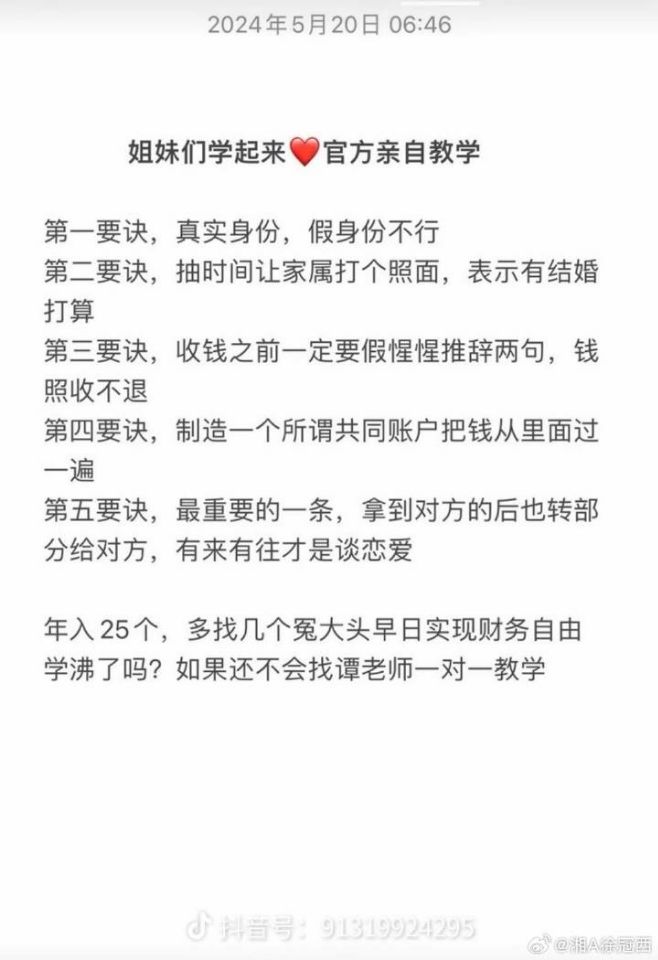 2024年5月20日 06:46
姐妹们学起来❤️官方亲自教学
第一要诀，真实身份，假身份不行
第二要诀，抽时间让家属打个照面，表示有结婚
打算
第三要诀，收钱之前一定要假惺惺推辞两句，钱
照收不退
第四要诀，制造一个所谓共同账户把钱从里面过
一遍
第五要诀，最重要的一条，拿到对方的后也转部
分给对方，有来有往才是谈恋爱
年入25个，多找几个冤大头早日实现财务自由
学沸了吗？如果还不会找谭老师一对一教学
抖音号：91319924295
@湘A徐冠西